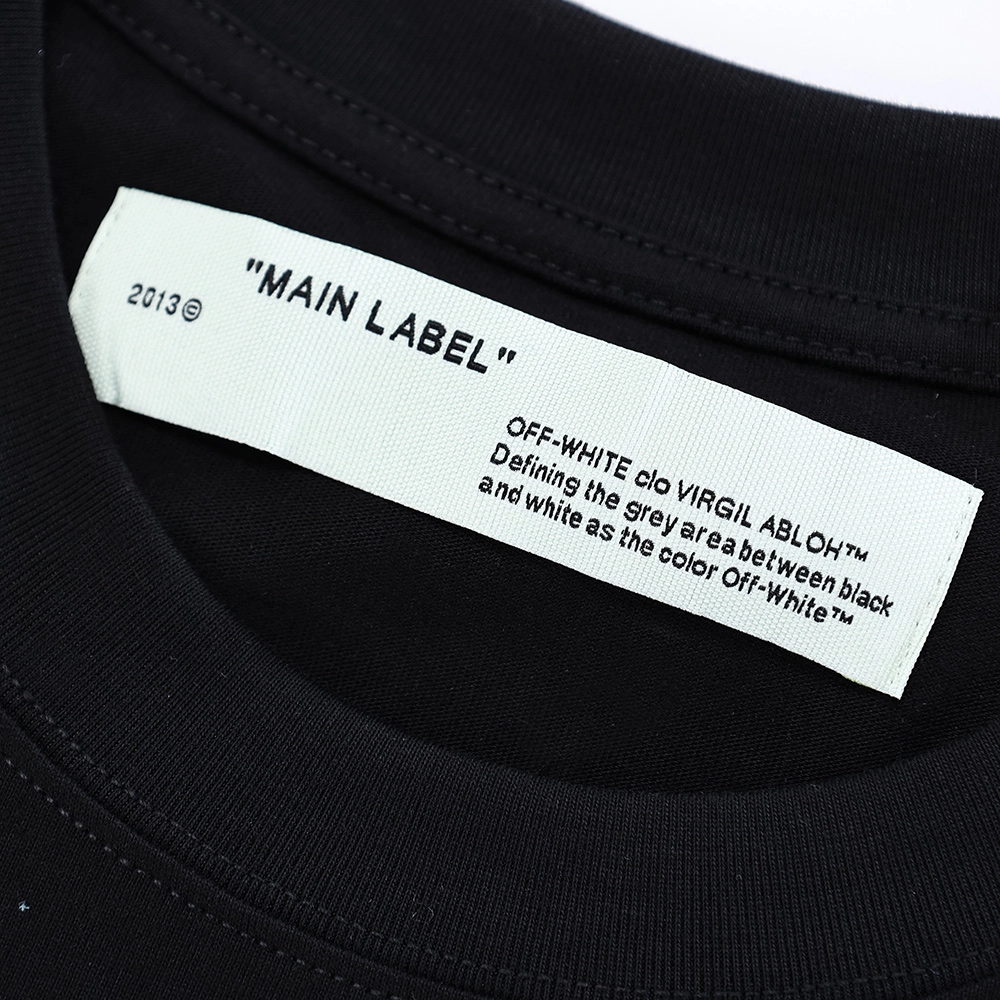 "MAIN LABEL"
2013©
OFF-WHITE c/o VIRGIL ABLOH™
Defining the grey area between black
and white as the color Off-White™